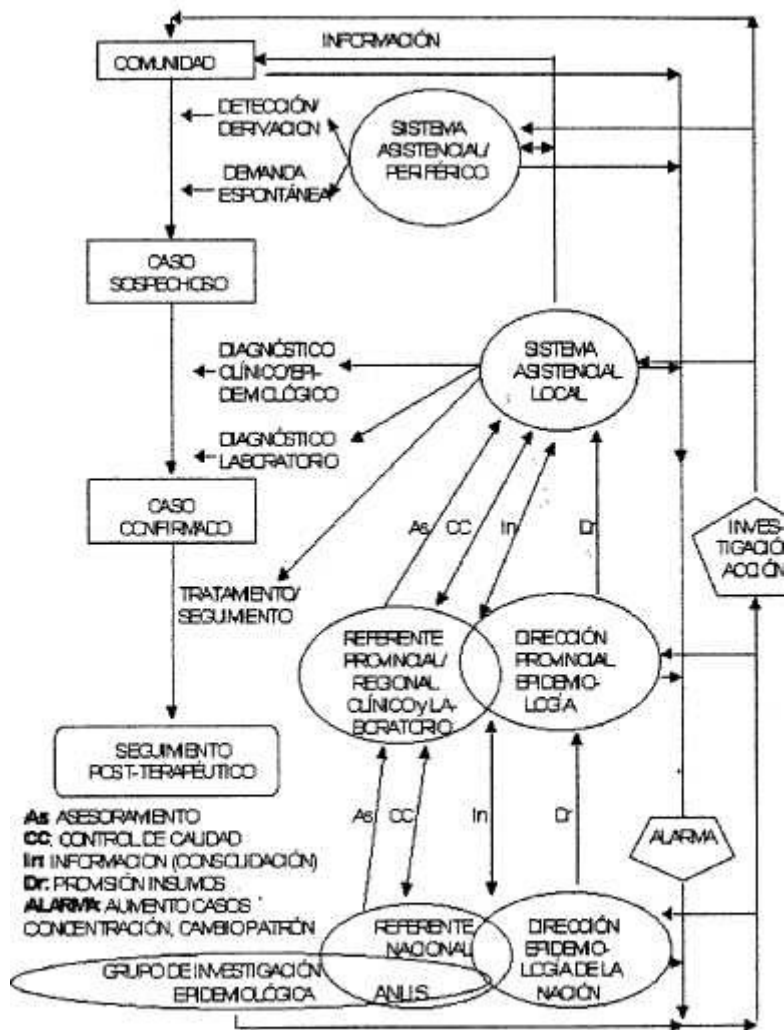 INFORMACIÓN
COMUNIDAD
DETECCIÓN/
DERIVACION
SISTEMA
ASISTENCIAL/
PERIFÉRICO
DEMANDA
ESPONTÁNEA
CASO
SOSPECHOSO
DIAGNÓSTICO
CLÍNICO/EPI-
DEMIOLÓGICO
SISTEMA
ASISTENCIAL
LOCAL
DIAGNÓSTICO
LABORATORIO
CASO
CONFIRMADO
As
CC
In
Dr
INVES-
TIGACIÓN
ACCIÓN
TRATAMIENTO/
SEGUIMIENTO
REFERENTE
PROVINCIAL/
REGIONAL
CLÍNICO y LA-
BORATORIO
DIRECCIÓN
PROVINCIAL
EPIDEMIO-
LOGÍA
SEGUIMIENTO
POST-TERAPÉUTICO
As: ASESORAMIENTO
CC: CONTROL DE CALIDAD
In: INFORMACION (CONSOLIDACIÓN)
Dr: PROVISIÓN INSUMOS
ALARMA: AUMENTO CASOS
CONCENTRACIÓN, CAMBIO PATRÓN
As
CC
In
Dr
ALARMA
REFERENTE
NACIONAL
ANLIS
DIRECCIÓN
EPIDEMIO-
LOGÍA DE LA
NACIÓN
GRUPO DE INVESTIGACIÓN
EPIDEMIOLÓGICA